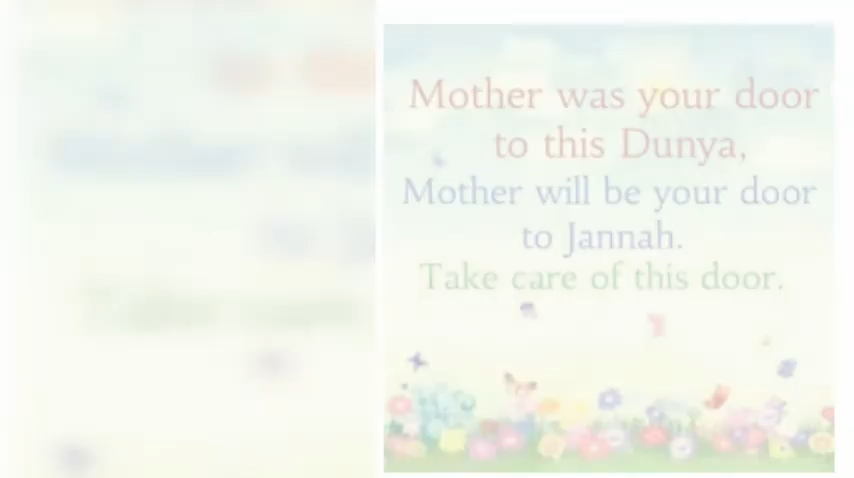 Mother was your door
to this Dunya,
Mother will be your door
to Jannah.
Take care of this door.